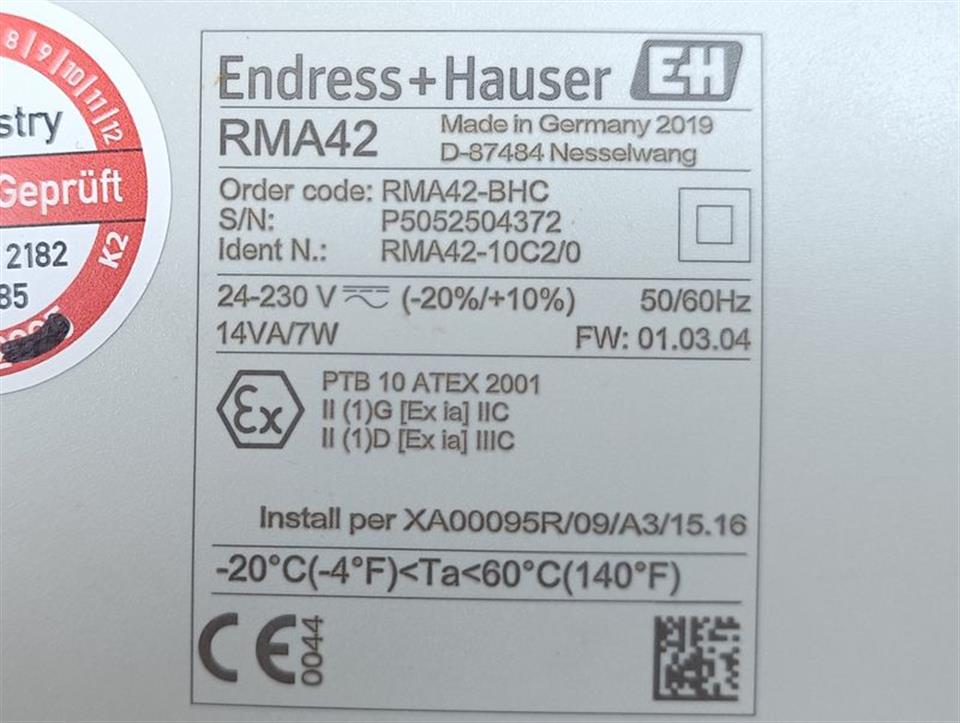 8 9 10 11 12
stry
Geprüft
2182
K2
85
Endress+Hauser EH
RMA42
Made in Germany 2019
D-87484 Nesselwang
Order code: RMA42-BHC
S/N: P5052504372
Ident N.: RMA42-10C2/0
24-230 V (-20%/+10%) 50/60Hz
14VA/7W FW: 01.03.04
Ex
PTB 10 ATEX 2001
II (1)G [Ex ia] IIC
II (1)D [Ex ia] IIIC
Install per XA00095R/09/A3/15.16
-20°C(-4°F)<Ta<60°C(140°F)
CE 0044